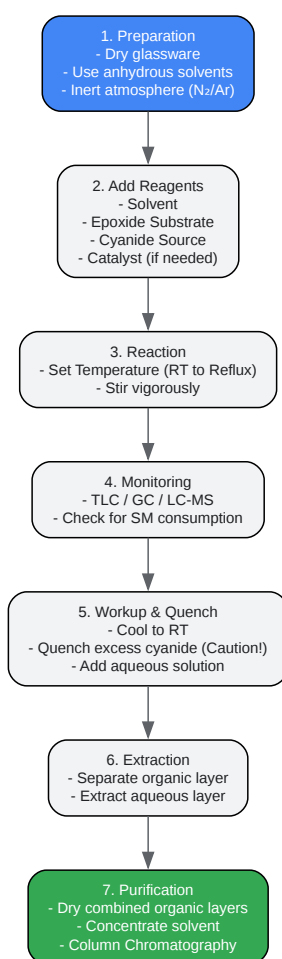 1. Preparation
- Dry glassware
- Use anhydrous solvents
- Inert atmosphere (N₂/Ar)
2. Add Reagents
- Solvent
- Epoxide Substrate
- Cyanide Source
- Catalyst (if needed)
3. Reaction
- Set Temperature (RT to Reflux)
- Stir vigorously
4. Monitoring
- TLC / GC / LC-MS
- Check for SM consumption
5. Workup & Quench
- Cool to RT
- Quench excess cyanide (Caution!)
- Add aqueous solution
6. Extraction
- Separate organic layer
- Extract aqueous layer
7. Purification
- Dry combined organic layers
- Concentrate solvent
- Column Chromatography